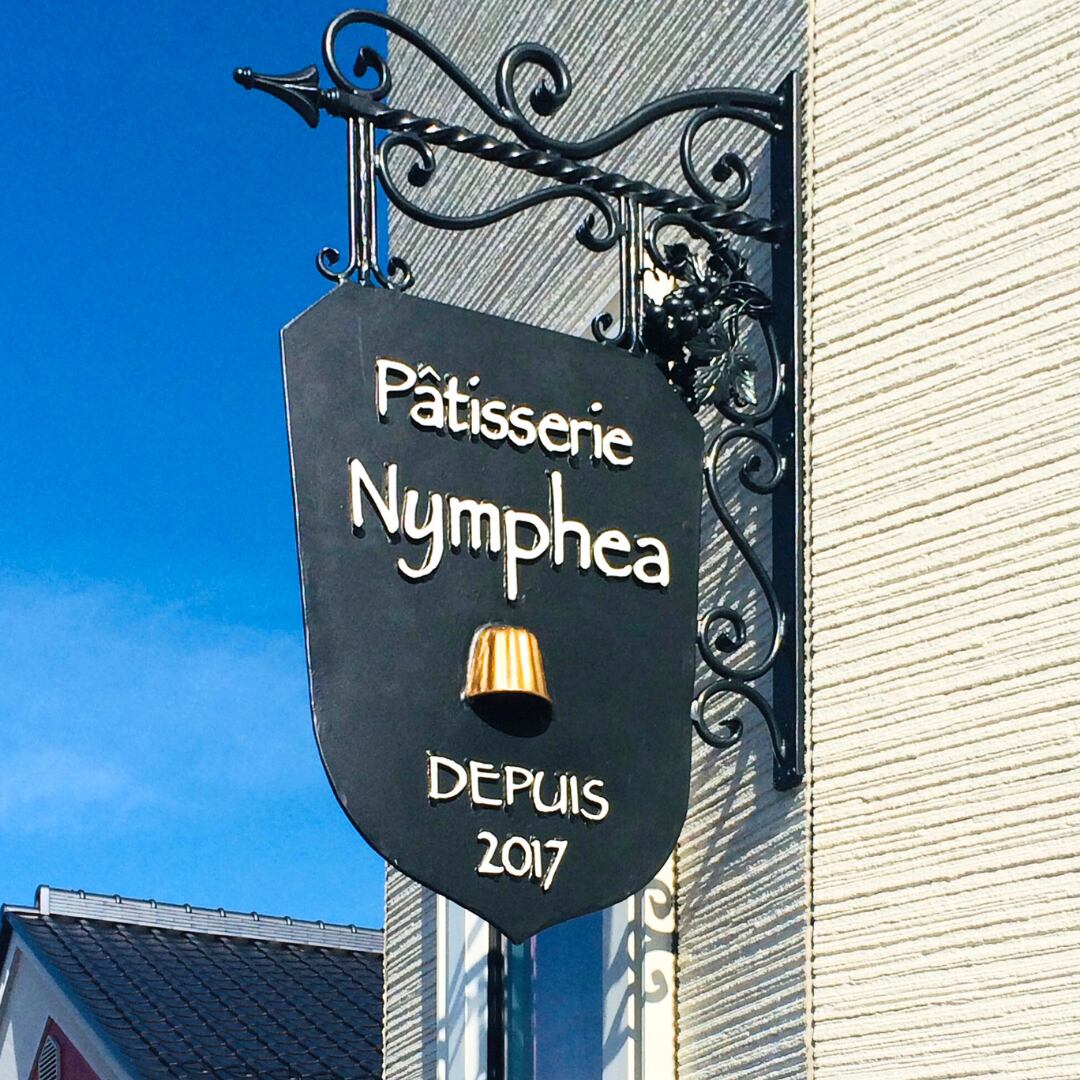 Pâtisserie
Nymphea
DEPUIS
2017